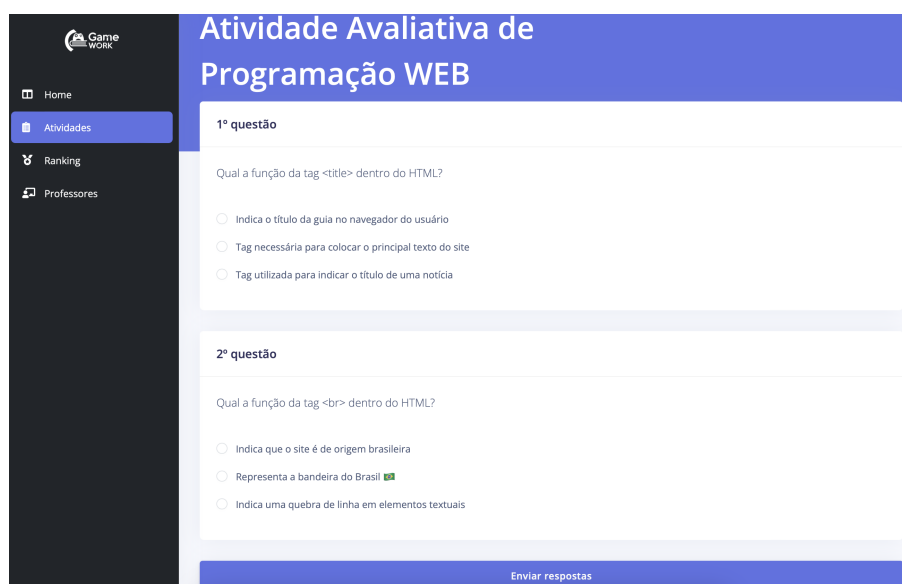 Game
WORK
Home
Atividades
Ranking
Professores
Atividade Avaliativa de
Programação WEB
1º questão
Qual a função da tag <title> dentro do HTML?
Indica o título da guia no navegador do usuário
Tag necessária para colocar o principal texto do site
Tag utilizada para indicar o título de uma notícia
2º questão
Qual a função da tag <br> dentro do HTML?
Indica que o site é de origem brasileira
Representa a bandeira do Brasil 🇧🇷
Indica uma quebra de linha em elementos textuais
Enviar respostas